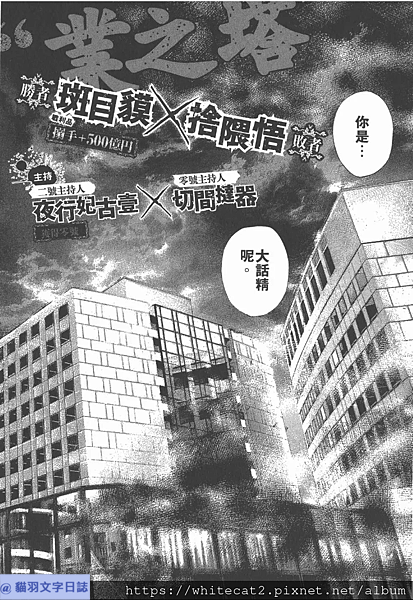 “業之塔
勝者
斑目貘×捨隈悟
敗者
戰利品
擂手+500億円
主持
二號主持人
夜行妃古壹×切間撻器
零號主持人
你是…
大話精呢。
@ 貓羽文字日誌
https://whitecat2.pixnet.net/album